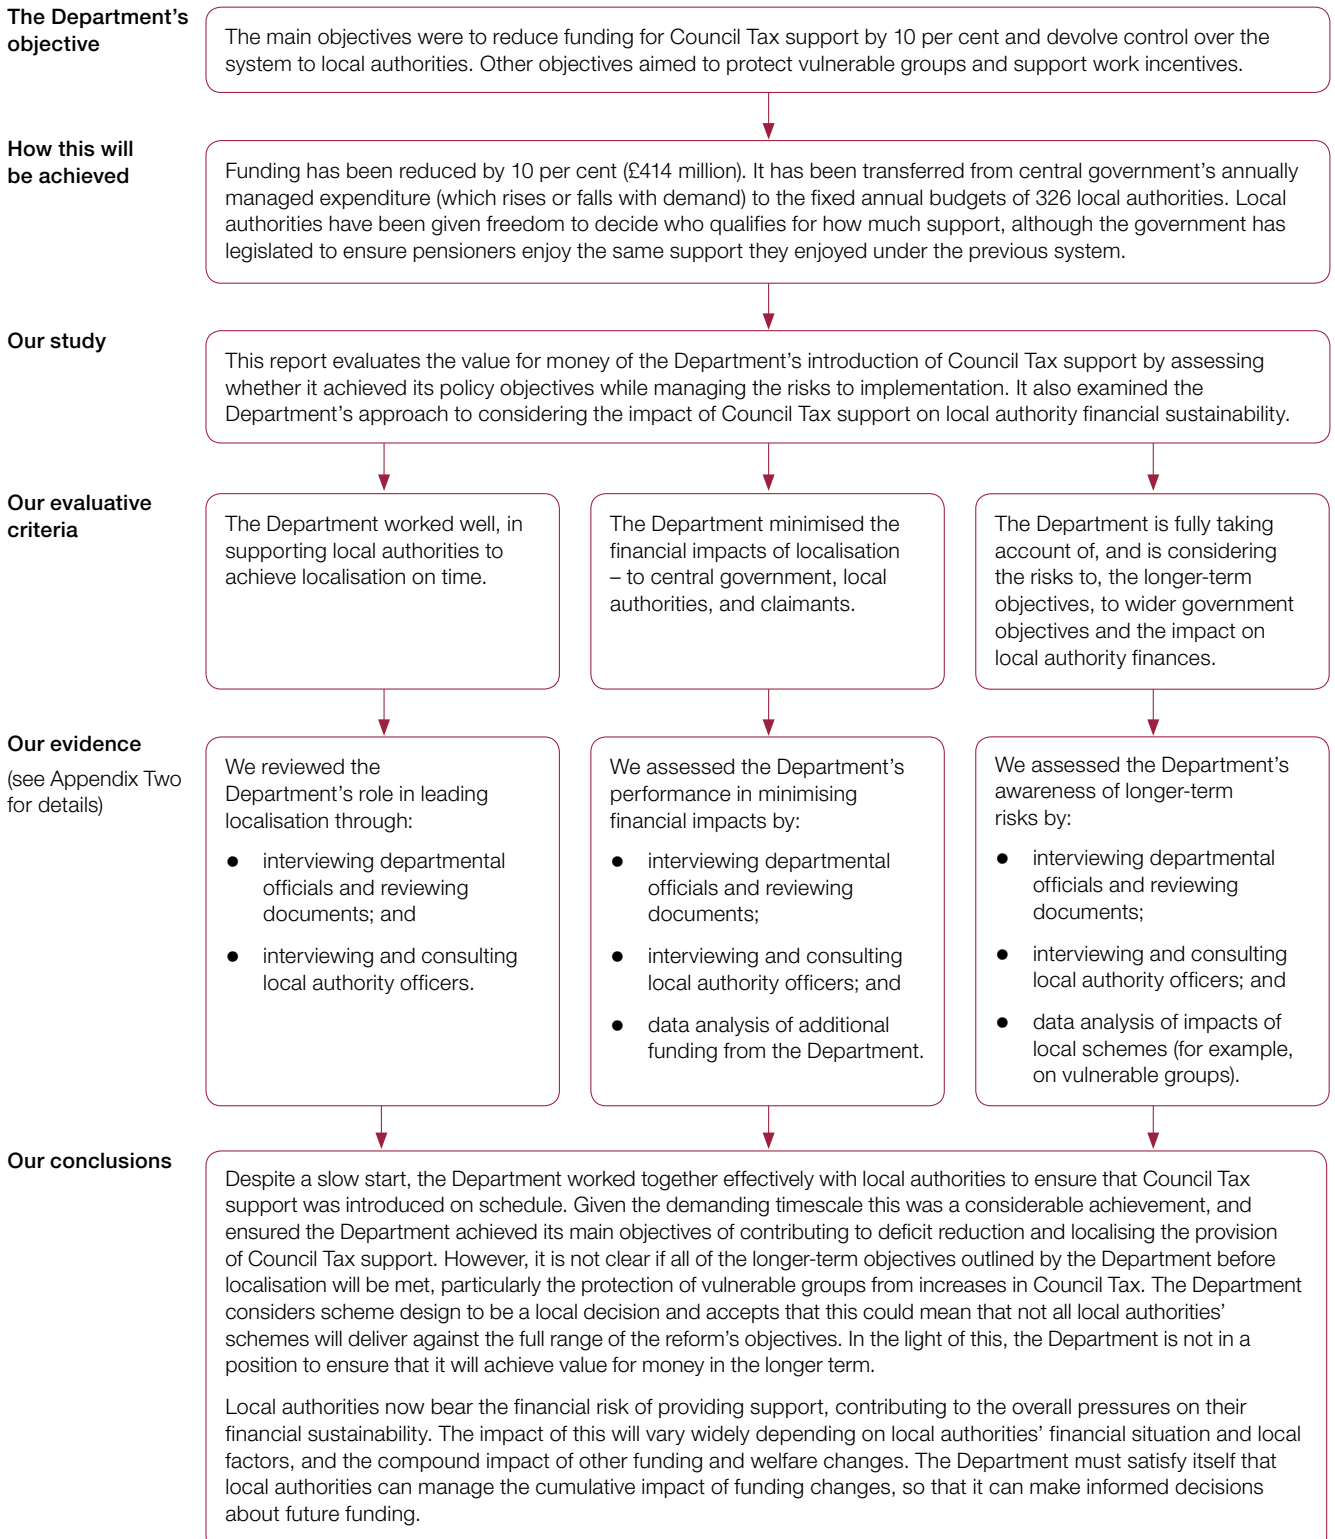 The Department's
objective
The main objectives were to reduce funding for Council Tax support by 10 per cent and devolve control over the
system to local authorities. Other objectives aimed to protect vulnerable groups and support work incentives.
How this will
be achieved
Funding has been reduced by 10 per cent (£414 million). It has been transferred from central government's annually
managed expenditure (which rises or falls with demand) to the fixed annual budgets of 326 local authorities. Local
authorities have been given freedom to decide who qualifies for how much support, although the government has
legislated to ensure pensioners enjoy the same support they enjoyed under the previous system.
Our study
This report evaluates the value for money of the Department's introduction of Council Tax support by assessing
whether it achieved its policy objectives while managing the risks to implementation. It also examined the
Department's approach to considering the impact of Council Tax support on local authority financial sustainability.
Our evaluative
criteria
The Department worked well, in
supporting local authorities to
achieve localisation on time.
The Department minimised the
financial impacts of localisation
– to central government, local
authorities, and claimants.
The Department is fully taking
account of, and is considering
the risks to, the longer-term
objectives, to wider government
objectives and the impact on
local authority finances.
Our evidence
(see Appendix Two
for details)
We reviewed the
Department's role in leading
localisation through:
● interviewing departmental
officials and reviewing
documents; and
● interviewing and consulting
local authority officers.
We assessed the Department's
performance in minimising
financial impacts by:
● interviewing departmental
officials and reviewing
documents;
● interviewing and consulting
local authority officers; and
● data analysis of additional
funding from the Department.
We assessed the Department's
awareness of longer-term
risks by:
● interviewing departmental
officials and reviewing
documents;
● interviewing and consulting
local authority officers; and
● data analysis of impacts of
local schemes (for example,
on vulnerable groups).
Our conclusions
Despite a slow start, the Department worked together effectively with local authorities to ensure that Council Tax
support was introduced on schedule. Given the demanding timescale this was a considerable achievement, and
ensured the Department achieved its main objectives of contributing to deficit reduction and localising the provision
of Council Tax support. However, it is not clear if all of the longer-term objectives outlined by the Department before
localisation will be met, particularly the protection of vulnerable groups from increases in Council Tax. The Department
considers scheme design to be a local decision and accepts that this could mean that not all local authorities'
schemes will deliver against the full range of the reform's objectives. In the light of this, the Department is not in a
position to ensure that it will achieve value for money in the longer term.
Local authorities now bear the financial risk of providing support, contributing to the overall pressures on their
financial sustainability. The impact of this will vary widely depending on local authorities' financial situation and local
factors, and the compound impact of other funding and welfare changes. The Department must satisfy itself that
local authorities can manage the cumulative impact of funding changes, so that it can make informed decisions
about future funding.